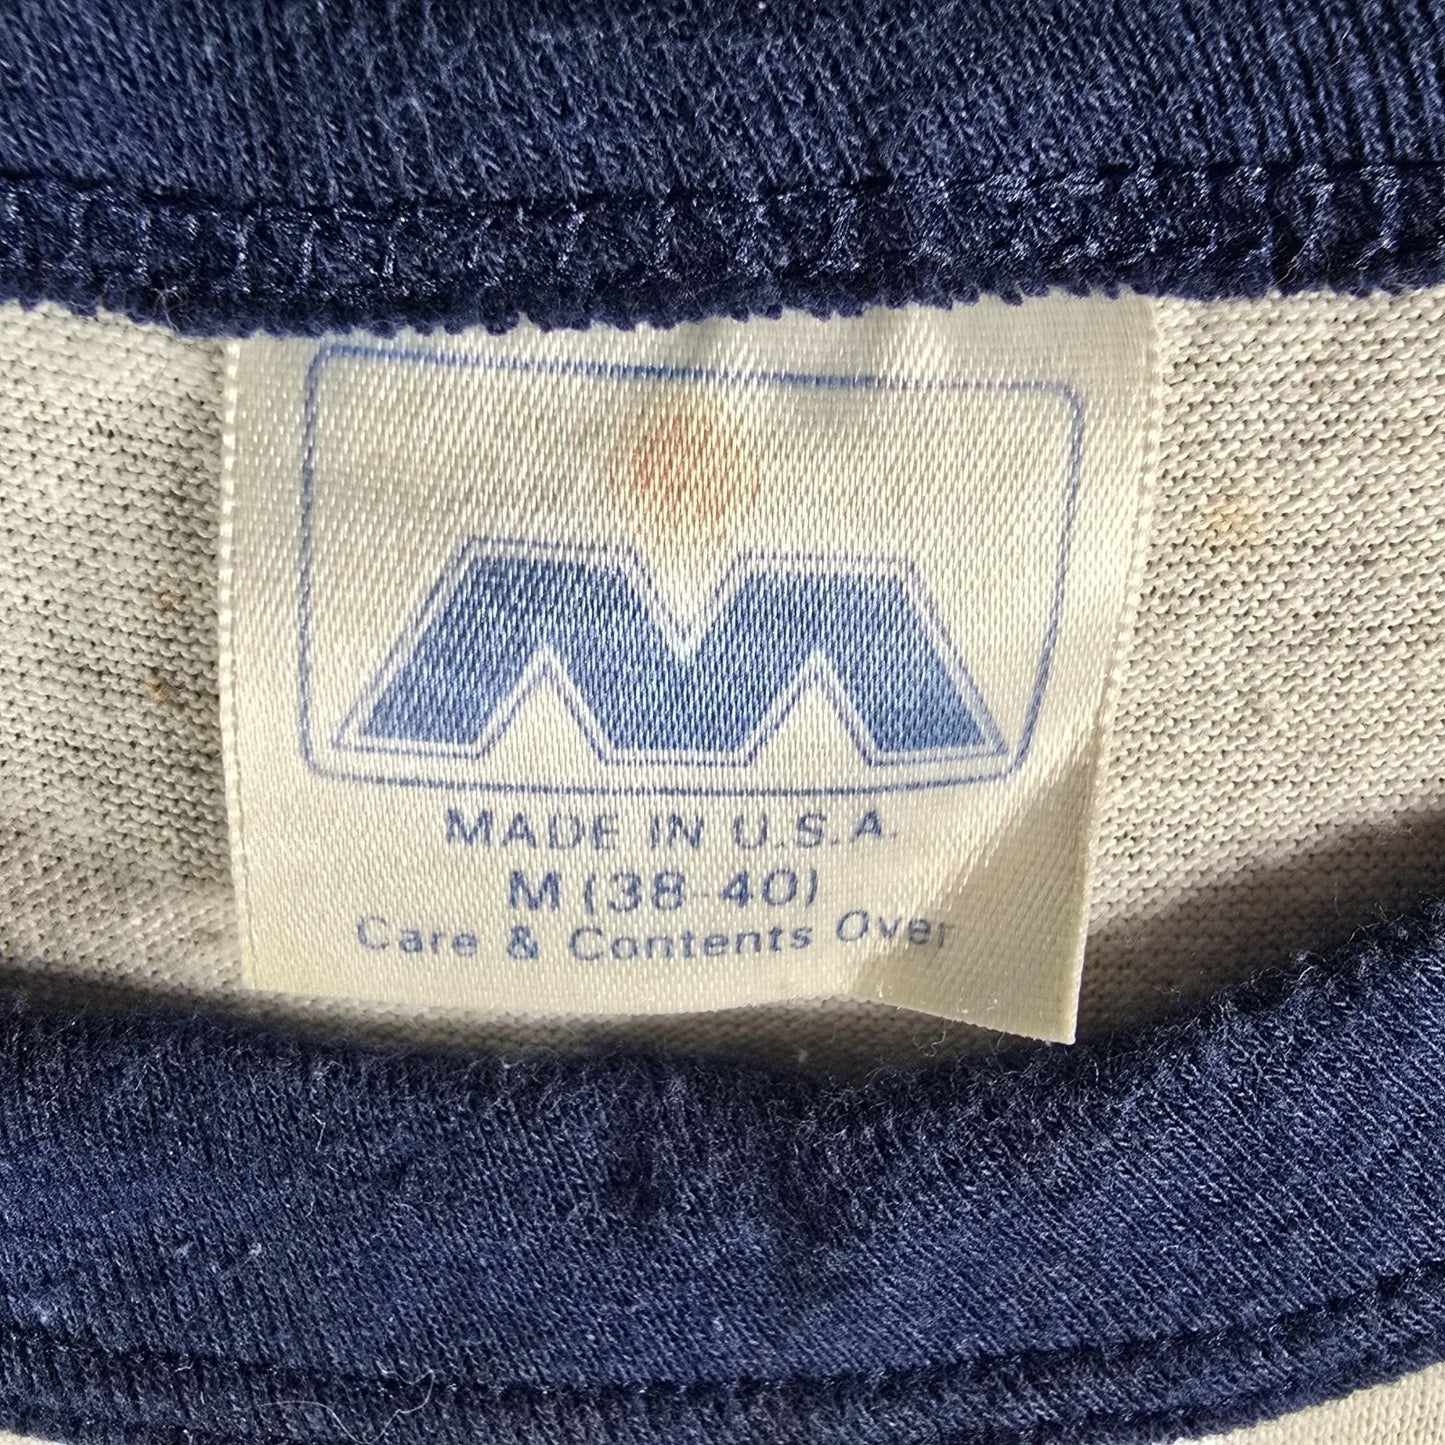 M
MADE IN U.S.A.
M (38-40)
Care & Contents Over